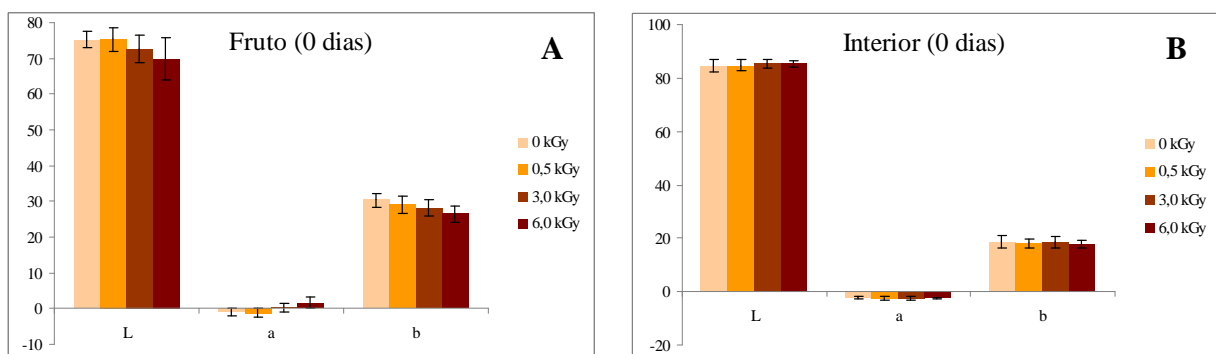 Fruto (0 dias)
A
80
70
60
50
40
30
20
10
0
-10
L
a
b
0 kGy
0,5 kGy
3,0 kGy
6,0 kGy
Interior (0 dias)
B
100
80
60
40
20
0
-20
L
a
b
0 kGy
0,5 kGy
3,0 kGy
6,0 kGy